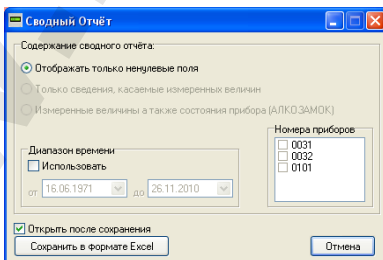 Сводный Отчёт
Содержание сводного отчёта:
Отображать только ненулевые поля
Только сведения, касаемые измеренных величин
Измеренные величины а также состояния прибора (АЛКОЗАМОК)
Диапазон времени
Использовать
от 16.06.1971 до 26.11.2010
Номера приборов
0031
0032
0101
Открыть после сохранения
Сохранить в формате Excel
Отмена